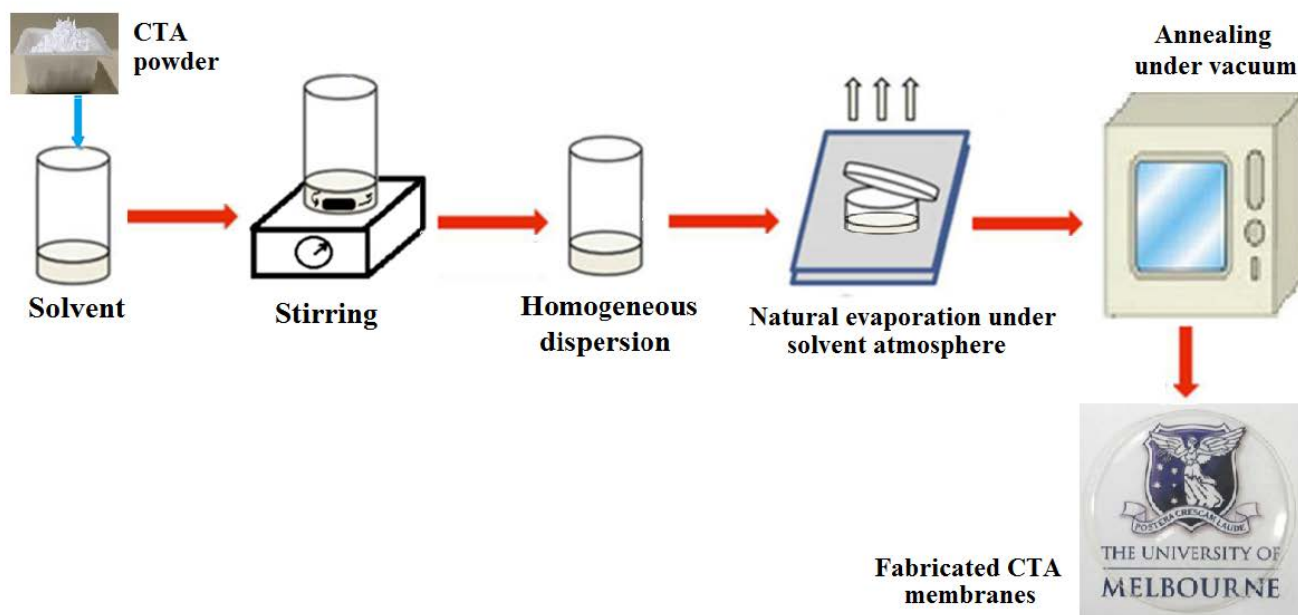 CTA
powder
Solvent
Stirring
Homogeneous
dispersion
Natural evaporation under
solvent atmosphere
Annealing
under vacuum
POSTERA CRESCAM LAUDE
THE UNIVERSITY OF
MELBOURNE
Fabricated CTA
membranes